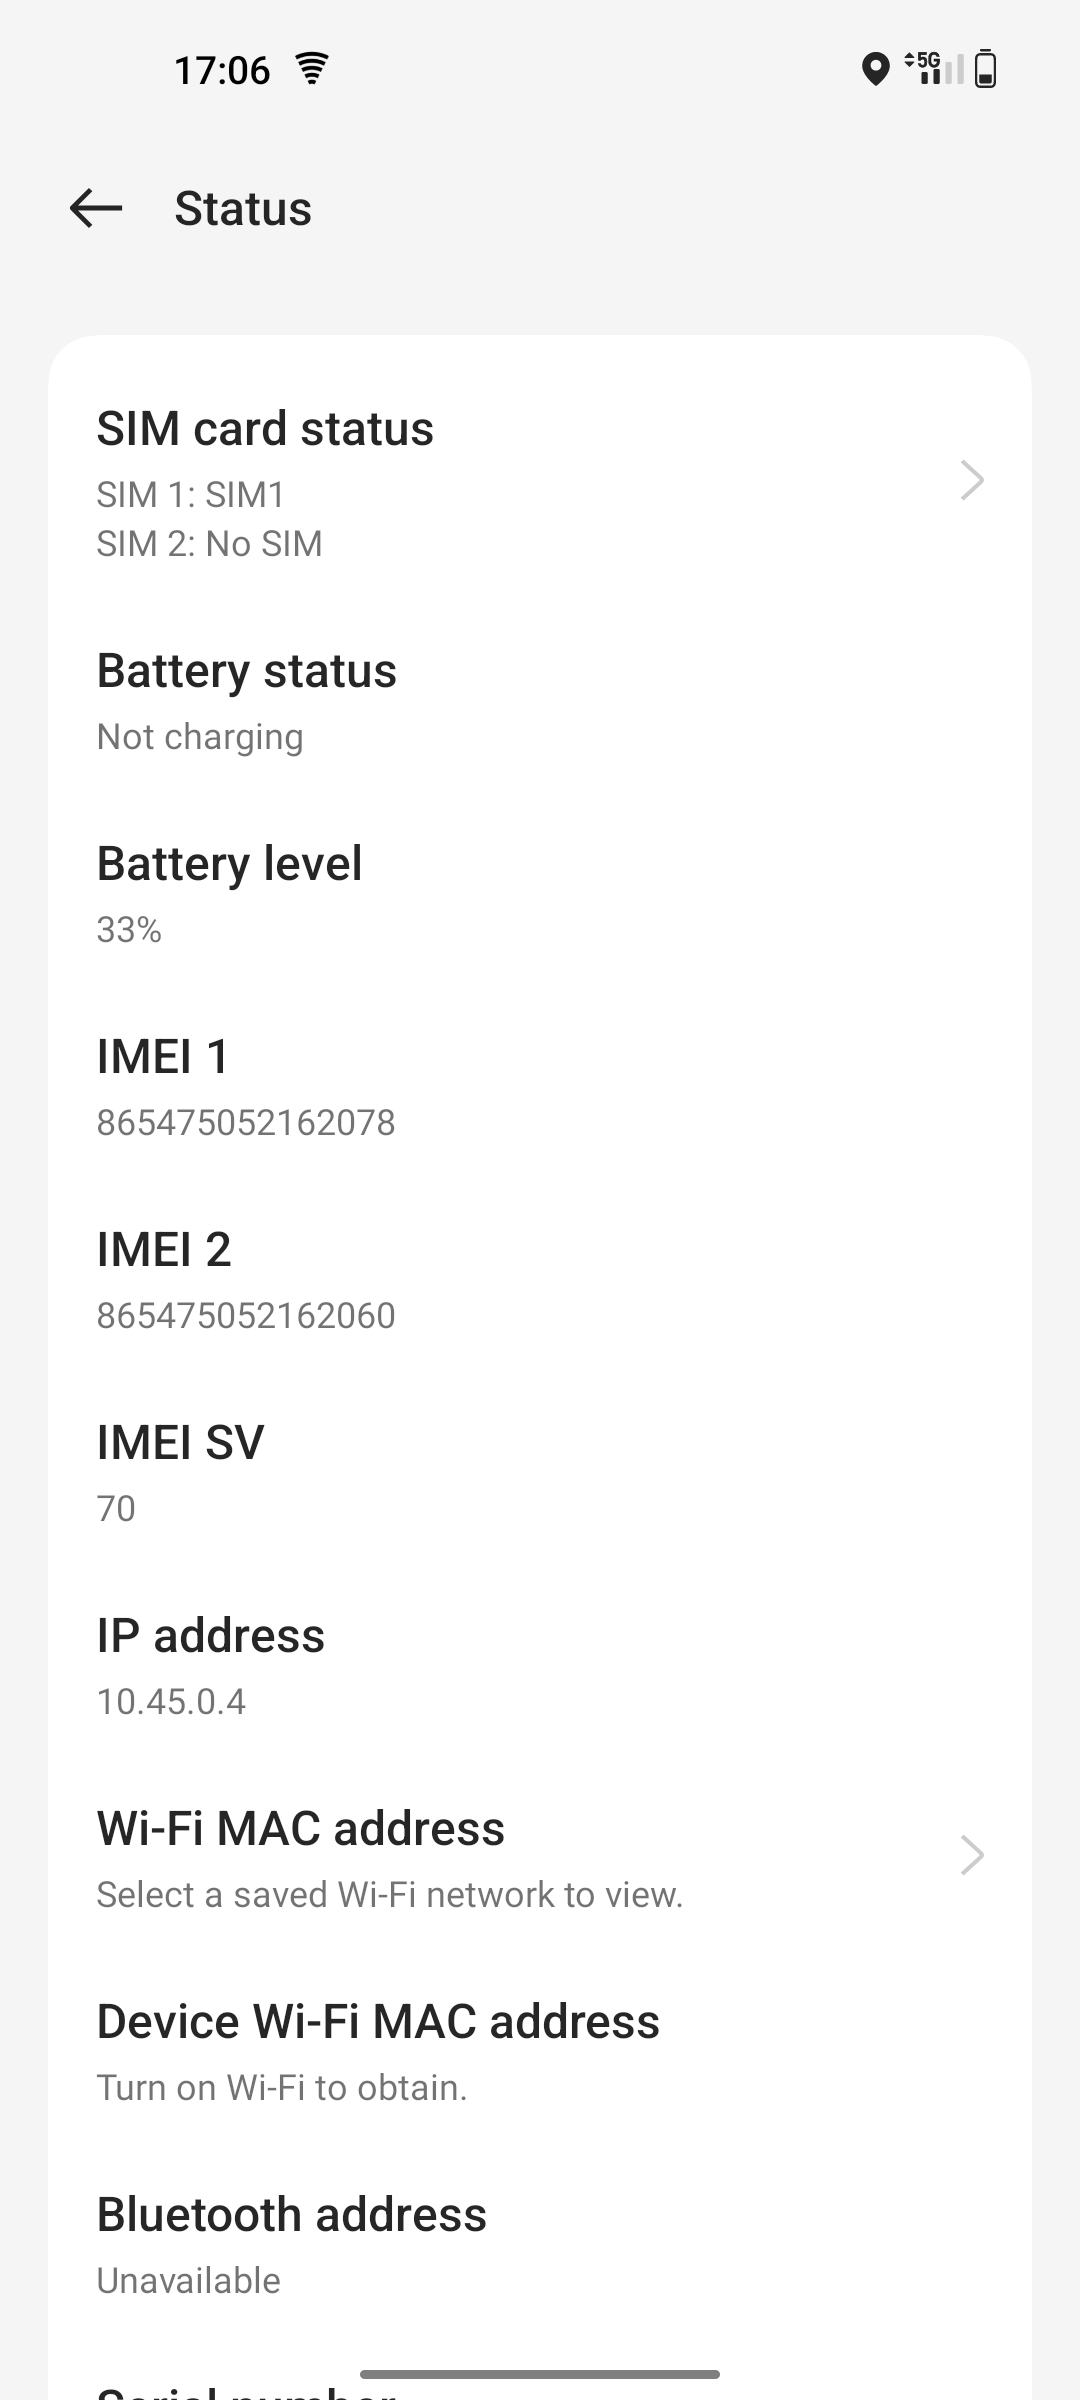 17:06
5G
Status
SIM card status
SIM 1: SIM1
SIM 2: No SIM
Battery status
Not charging
Battery level
33%
IMEI 1
865475052162078
IMEI 2
865475052162060
IMEI SV
70
IP address
10.45.0.4
Wi-Fi MAC address
Select a saved Wi-Fi network to view.
Device Wi-Fi MAC address
Turn on Wi-Fi to obtain.
Bluetooth address
Unavailable
Serial number